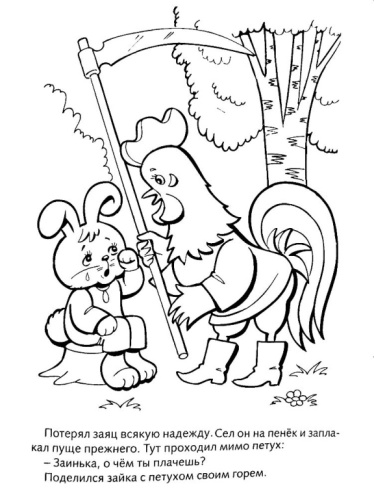 Потерял заяц всякую надежду. Сел он на пенёк и запла-
кал пуще прежнего. Тут проходил мимо петух:
– Заинька, о чём ты плачешь?
Поделился зайка с петухом своим горем.